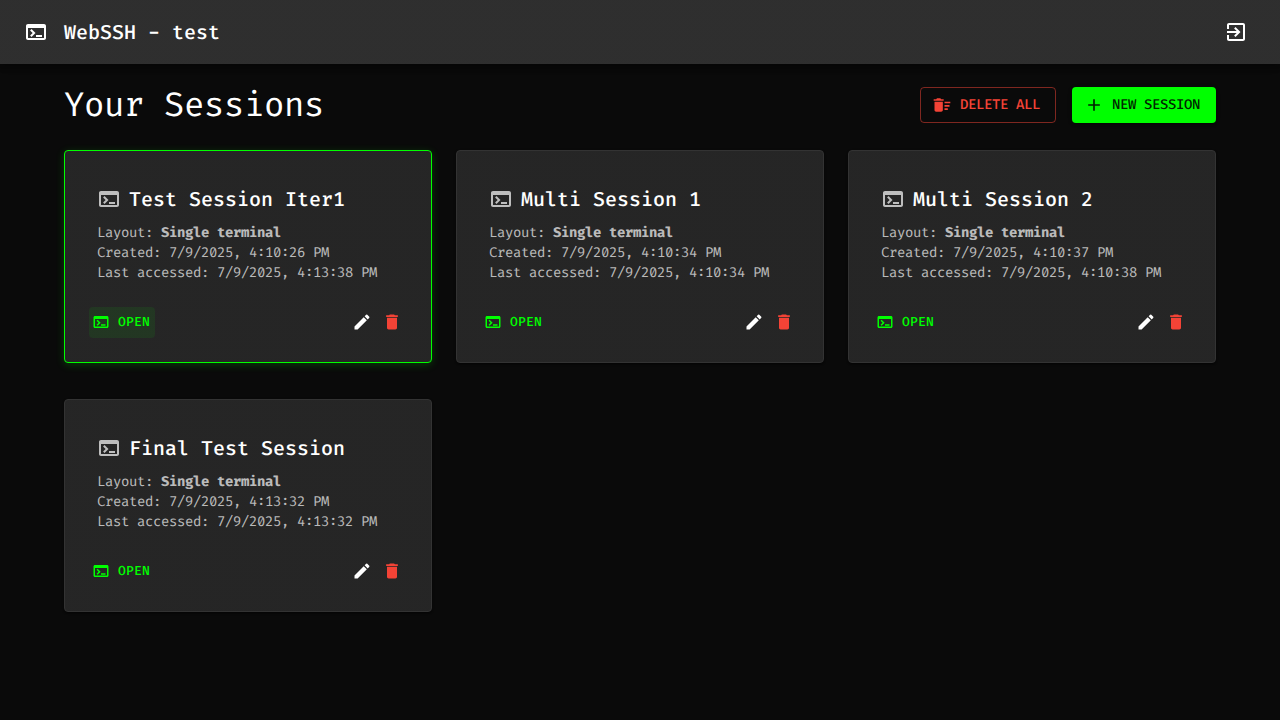 WebSSH - test
Your Sessions
DELETE ALL
NEW SESSION
Test Session Iter1
Layout: Single terminal
Created: 7/9/2025, 4:10:26 PM
Last accessed: 7/9/2025, 4:13:38 PM
OPEN
Multi Session 1
Layout: Single terminal
Created: 7/9/2025, 4:10:34 PM
Last accessed: 7/9/2025, 4:10:34 PM
OPEN
Multi Session 2
Layout: Single terminal
Created: 7/9/2025, 4:10:37 PM
Last accessed: 7/9/2025, 4:10:38 PM
OPEN
Final Test Session
Layout: Single terminal
Created: 7/9/2025, 4:13:32 PM
Last accessed: 7/9/2025, 4:13:32 PM
OPEN